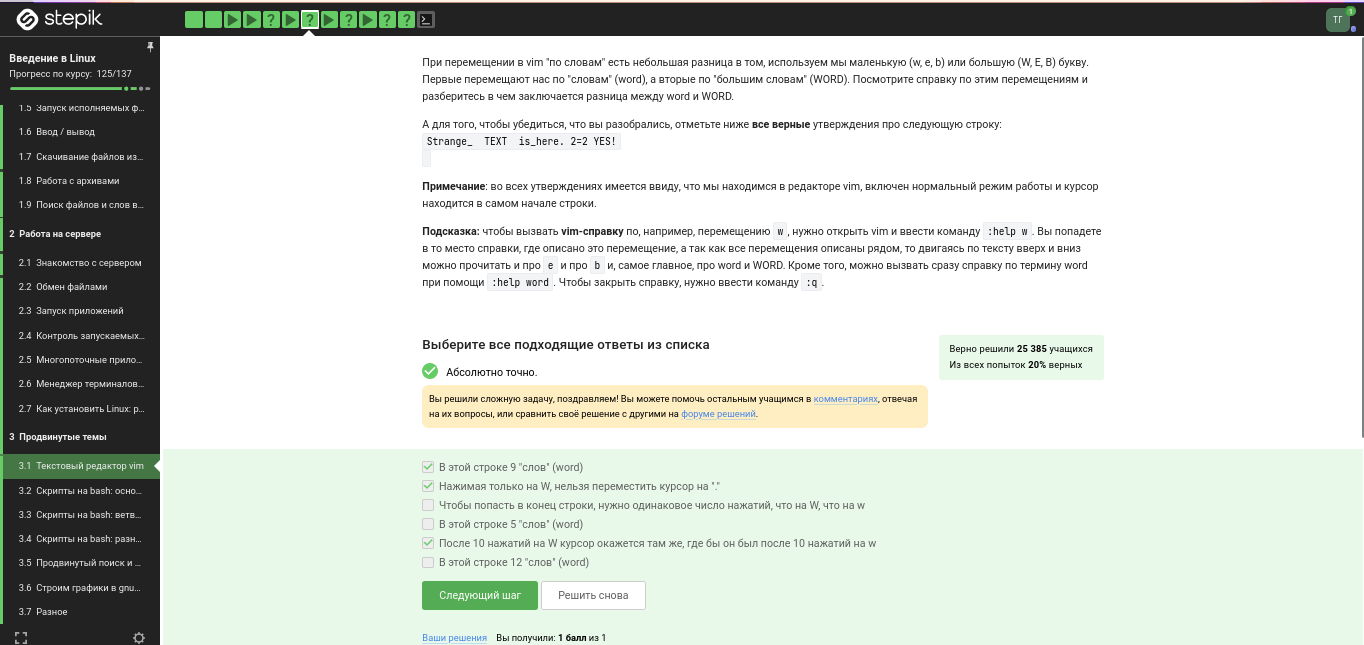 stepik
ТГ
1
Введение в Linux
Прогресс по курсу: 125/137
1.5 Запуск исполняемых ф...
1.6 Ввод / вывод
1.7 Скачивание файлов из...
1.8 Работа с архивами
1.9 Поиск файлов и слов в...
2 Работа на сервере
2.1 Знакомство с сервером
2.2 Обмен файлами
2.3 Запуск приложений
2.4 Контроль запускаемых...
2.5 Многопоточные прило...
2.6 Менеджер терминалов...
2.7 Как установить Linux: р...
3 Продвинутые темы
3.1 Текстовый редактор vim
3.2 Скрипты на bash: осно...
3.3 Скрипты на bash: ветв...
3.4 Скрипты на bash: разн...
3.5 Продвинутый поиск и ...
3.6 Строим графики в gnu...
3.7 Разное
При перемещении в vim "по словам" есть небольшая разница в том, используем мы маленькую (w, e, b) или большую (W, E, B) букву.
Первые перемещают нас по "словам" (word), а вторые по "большим словам" (WORD). Посмотрите справку по этим перемещениям и
разберитесь в чем заключается разница между word и WORD.
А для того, чтобы убедиться, что вы разобрались, отметьте ниже все верные утверждения про следующую строку:
Strange_  TEXT  is_here. 2=2 YES!
Примечание: во всех утверждениях имеется ввиду, что мы находимся в редакторе vim, включен нормальный режим работы и курсор
находится в самом начале строки.
Подсказка: чтобы вызвать vim-справку по, например, перемещению w, нужно открыть vim и ввести команду :help w. Вы попадете
в то место справки, где описано это перемещение, а так как все перемещения описаны рядом, то двигаясь по тексту вверх и вниз
можно прочитать и про e и про b и, самое главное, про word и WORD. Кроме того, можно вызвать сразу справку по термину word
при помощи :help word. Чтобы закрыть справку, нужно ввести команду :q.
Выберите все подходящие ответы из списка
Верно решили 25 385 учащихся
Из всех попыток 20% верных
Абсолютно точно.
Вы решили сложную задачу, поздравляем! Вы можете помочь остальным учащимся в комментариях, отвечая
на их вопросы, или сравнить своё решение с другими на форуме решений.
В этой строке 9 "слов" (word)
Нажимая только на W, нельзя переместить курсор на "."
Чтобы попасть в конец строки, нужно одинаковое число нажатий, что на W, что на w
В этой строке 5 "слов" (word)
После 10 нажатий на W курсор окажется там же, где бы он был после 10 нажатий на w
В этой строке 12 "слов" (word)
Следующий шаг
Решить снова
Ваши решения Вы получили: 1 балл из 1